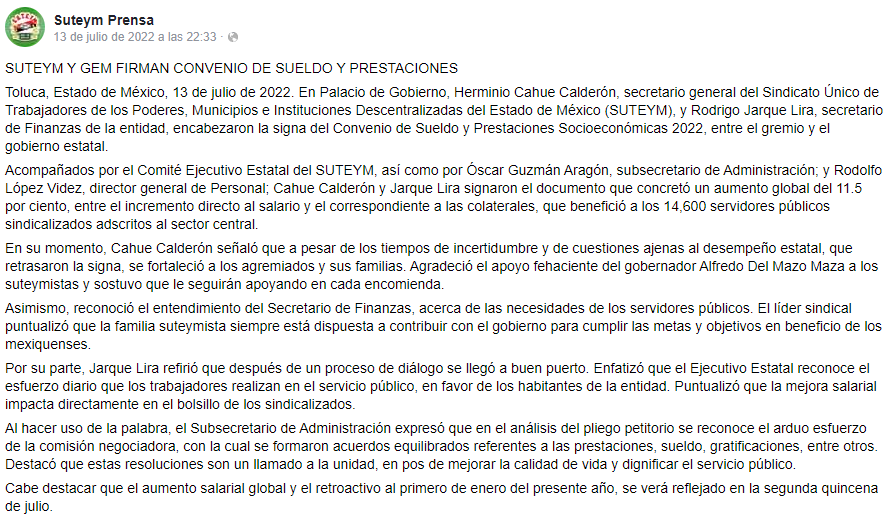 Suteym Prensa
13 de julio de 2022 a las 22:33 ·
SUTEYM Y GEM FIRMAN CONVENIO DE SUELDO Y PRESTACIONES
Toluca, Estado de México, 13 de julio de 2022. En Palacio de Gobierno, Herminio Cahue Calderón, secretario general del Sindicato Único de
Trabajadores de los Poderes, Municipios e Instituciones Descentralizadas del Estado de México (SUTEYM), y Rodrigo Jarque Lira, secretario
de Finanzas de la entidad, encabezaron la signa del Convenio de Sueldo y Prestaciones Socioeconómicas 2022, entre el gremio y el
gobierno estatal.
Acompañados por el Comité Ejecutivo Estatal del SUTEYM, así como por Óscar Guzmán Aragón, subsecretario de Administración; y Rodolfo
López Videz, director general de Personal; Cahue Calderón y Jarque Lira signaron el documento que concretó un aumento global del 11.5
por ciento, entre el incremento directo al salario y el correspondiente a las colaterales, que benefició a los 14,600 servidores públicos
sindicalizados adscritos al sector central.
En su momento, Cahue Calderón señaló que a pesar de los tiempos de incertidumbre y de cuestiones ajenas al desempeño estatal, que
retrasaron la signa, se fortaleció a los agremiados y sus familias. Agradeció el apoyo fehaciente del gobernador Alfredo Del Mazo Maza a los
suteymistas y sostuvo que le seguirán apoyando en cada encomienda.
Asimismo, reconoció el entendimiento del Secretario de Finanzas, acerca de las necesidades de los servidores públicos. El líder sindical
puntualizó que la familia suteymista siempre está dispuesta a contribuir con el gobierno para cumplir las metas y objetivos en beneficio de los
mexiquenses.
Por su parte, Jarque Lira refirió que después de un proceso de diálogo se llegó a buen puerto. Enfatizó que el Ejecutivo Estatal reconoce el
esfuerzo diario que los trabajadores realizan en el servicio público, en favor de los habitantes de la entidad. Puntualizó que la mejora salarial
impacta directamente en el bolsillo de los sindicalizados.
Al hacer uso de la palabra, el Subsecretario de Administración expresó que en el análisis del pliego petitorio se reconoce el arduo esfuerzo
de la comisión negociadora, con la cual se formaron acuerdos equilibrados referentes a las prestaciones, sueldo, gratificaciones, entre otros.
Destacó que estas resoluciones son un llamado a la unidad, en pos de mejorar la calidad de vida y dignificar el servicio público.
Cabe destacar que el aumento salarial global y el retroactivo al primero de enero del presente año, se verá reflejado en la segunda quincena
de julio.